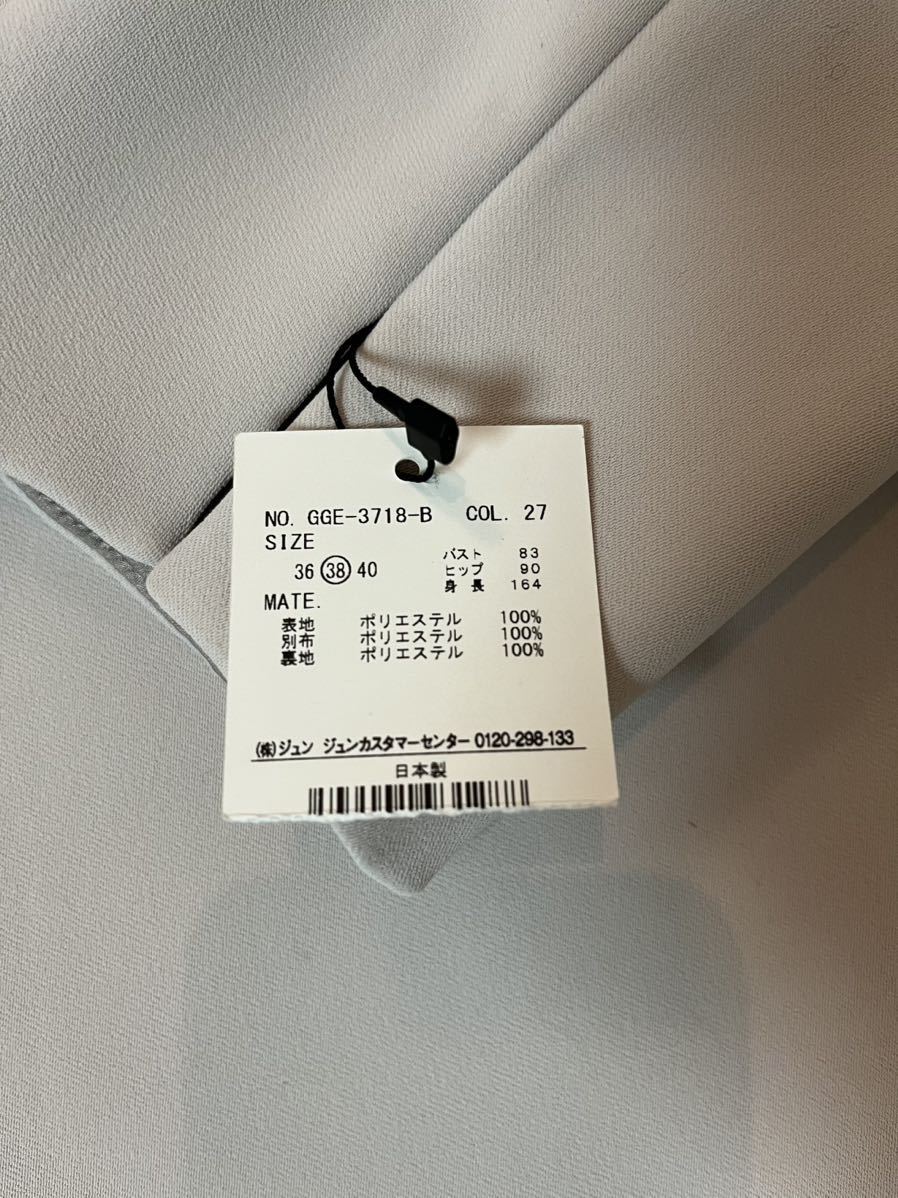 NO. GGE-3718-B COL. 27
SIZE
36 38 40
バスト 83
ヒップ 90
身長 164
MATE.
表地 ポリエステル 100%
別布 ポリエステル 100%
裏地 ポリエステル 100%
(株)ジュン ジュンカスタマーセンター 0120-298-133
日本製